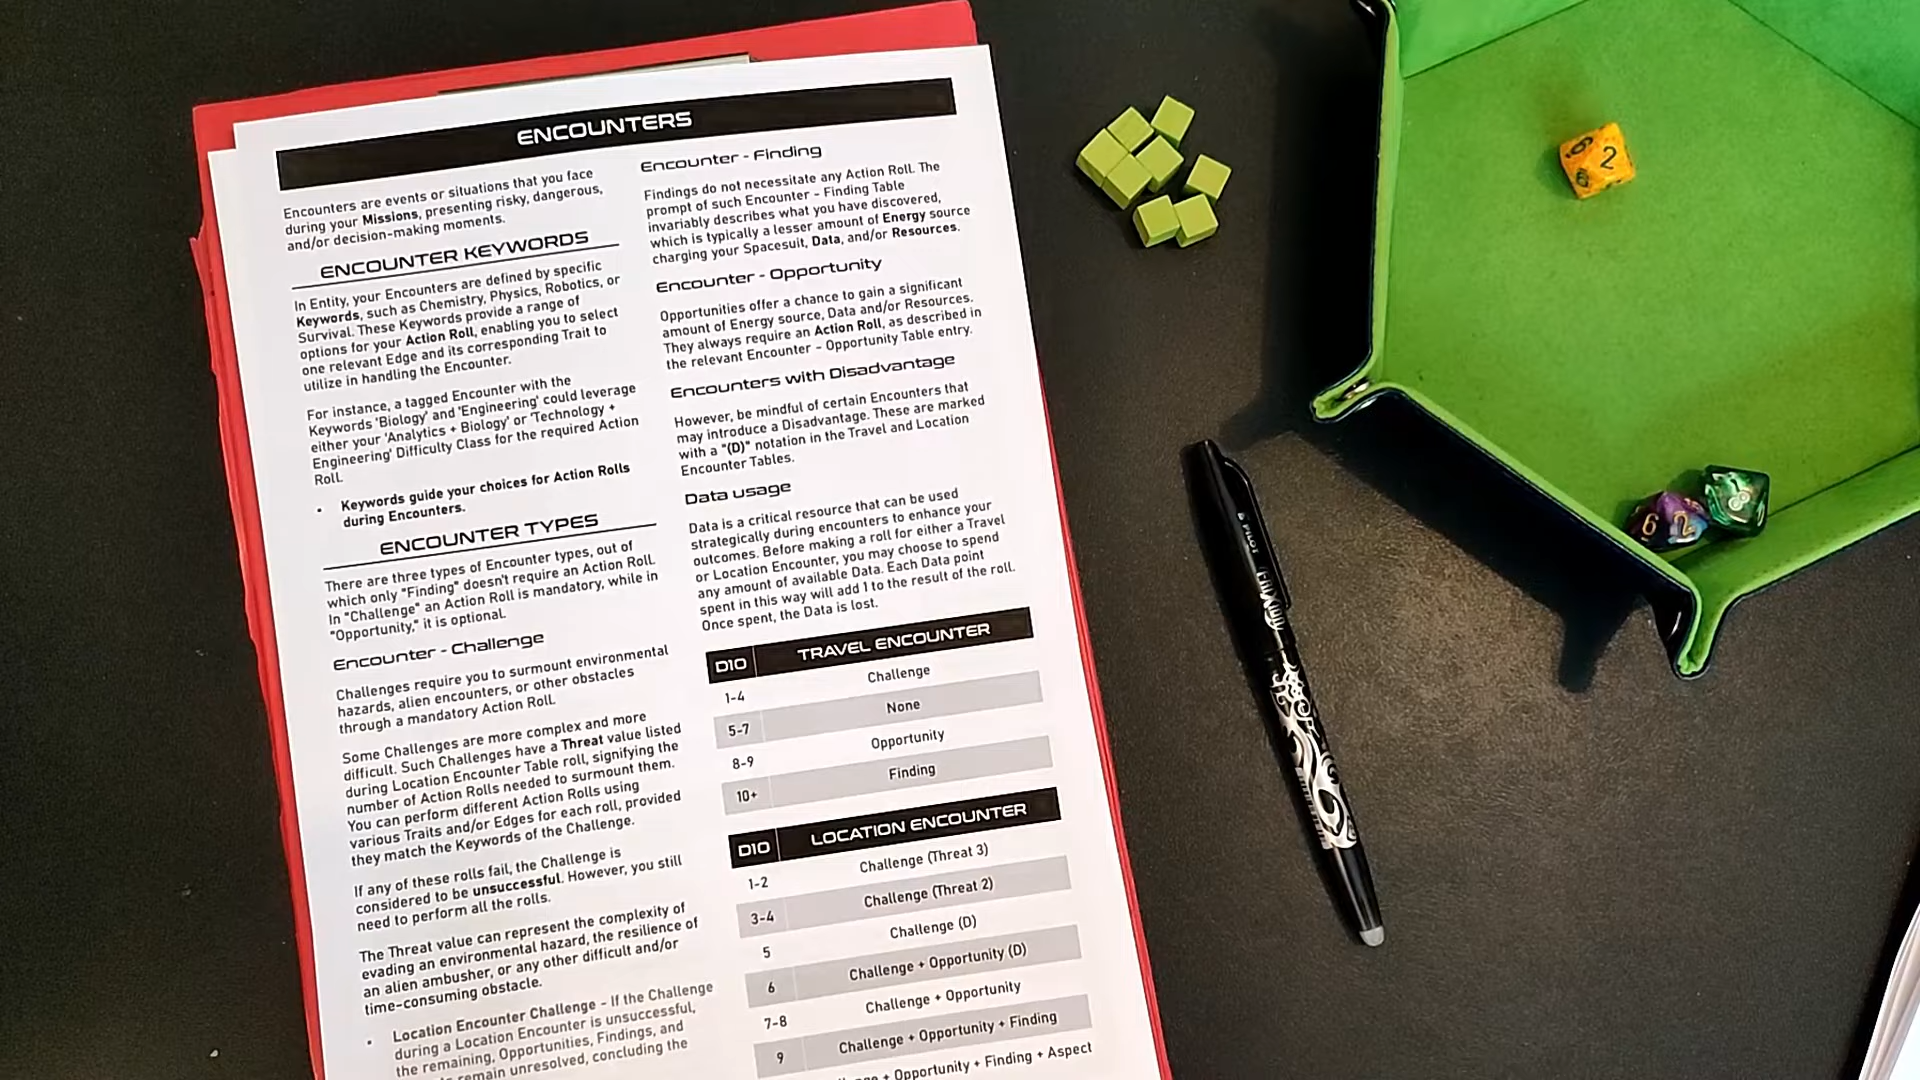 ENCOUNTERS
Encounters are events or situations that you face
during your Missions, presenting risky, dangerous,
and/or decision-making moments.
ENCOUNTER KEYWORDS
In Entity, your Encounters are defined by specific
Keywords, such as Chemistry, Physics, Robotics, or
Survival. These Keywords provide a range of
options for your Action Roll, enabling you to select
one relevant Edge and its corresponding Trait to
utilize in handling the Encounter.
For instance, a tagged Encounter with the
Keywords 'Biology' and 'Engineering' could leverage
either your 'Analytics + Biology' or 'Technology +
Engineering' Difficulty Class for the required Action
Roll.
• Keywords guide your choices for Action Rolls
during Encounters.
ENCOUNTER TYPES
There are three types of Encounter types, out of
which only "Finding" doesn't require an Action Roll.
In "Challenge" an Action Roll is mandatory, while in
"Opportunity," it is optional.
Encounter - Challenge
Challenges require you to surmount environmental
hazards, alien encounters, or other obstacles
through a mandatory Action Roll.
Some Challenges are more complex and more
difficult. Such Challenges have a Threat value listed
during Location Encounter Table roll, signifying the
number of Action Rolls needed to surmount them.
You can perform different Action Rolls using
various Traits and/or Edges for each roll, provided
they match the Keywords of the Challenge.
If any of these rolls fail, the Challenge is
considered to be unsuccessful. However, you still
need to perform all the rolls.
The Threat value can represent the complexity of
evading an environmental hazard, the resilience of
an alien ambusher, or any other difficult and/or
time-consuming obstacle.
• Location Encounter Challenge - If the Challenge
during a Location Encounter is unsuccessful,
the remaining, Opportunities, Findings, and
remain unresolved, concluding the
Encounter - Finding
Findings do not necessitate any Action Roll. The
prompt of such Encounter - Finding Table
invariably describes what you have discovered,
which is typically a lesser amount of Energy source
charging your Spacesuit, Data, and/or Resources.
Encounter - Opportunity
Opportunities offer a chance to gain a significant
amount of Energy source, Data and/or Resources.
They always require an Action Roll, as described in
the relevant Encounter - Opportunity Table entry.
Encounters with Disadvantage
However, be mindful of certain Encounters that
may introduce a Disadvantage. These are marked
with a "(D)" notation in the Travel and Location
Encounter Tables.
Data usage
Data is a critical resource that can be used
strategically during encounters to enhance your
outcomes. Before making a roll for either a Travel
or Location Encounter, you may choose to spend
any amount of available Data. Each Data point
spent in this way will add 1 to the result of the roll.
Once spent, the Data is lost.
D10 TRAVEL ENCOUNTER
1-4 Challenge
5-7 None
8-9 Opportunity
10+ Finding
D10 LOCATION ENCOUNTER
1-2 Challenge (Threat 3)
3-4 Challenge (Threat 2)
5 Challenge (D)
6 Challenge + Opportunity (D)
7-8 Challenge + Opportunity
9 Challenge + Opportunity + Finding
+ Opportunity + Finding + Aspect
PILOT
2
6
6 2
8